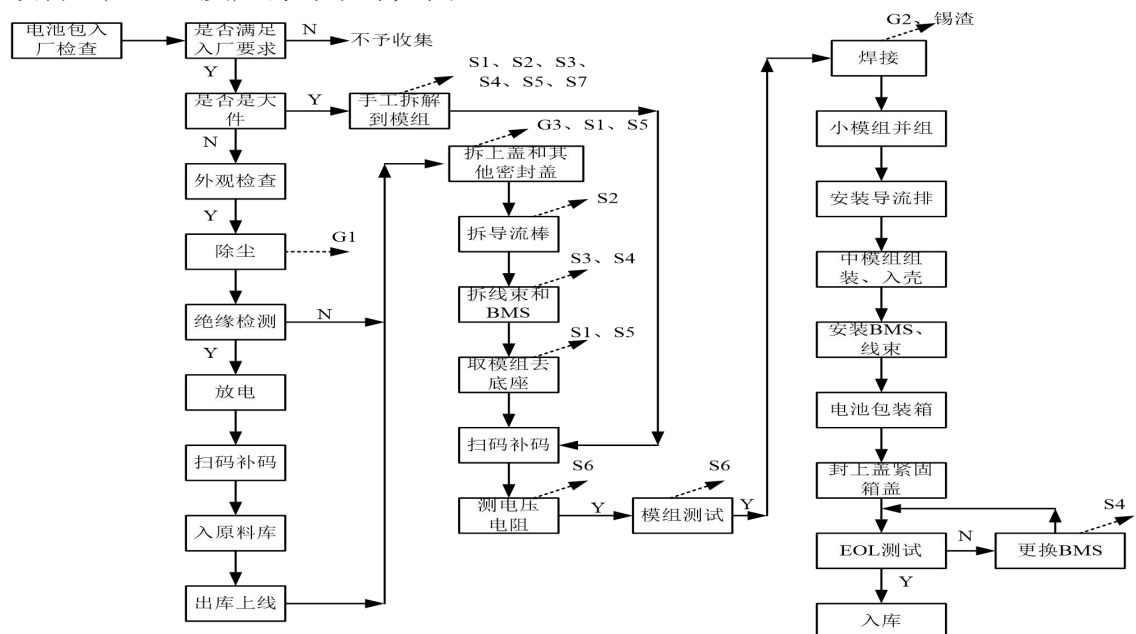 电池包入
厂检查
是否满足
入厂要求
N
不予收集
Y
是否是大
件
Y
手工拆解
到模组
S1、S2、S3、
S4、S5、S7
N
外观检查
Y
除尘
G1
绝缘检测
N
Y
放电
扫码补码
入原料库
出库上线
G3、S1、S5
拆上盖和其
他密封盖
S2
拆导流棒
S3、S4
拆线束和
BMS
S1、S5
取模组去
底座
扫码补码
S6
测电压
电阻
Y
S6
模组测试
Y
G2、锡渣
焊接
小模组并组
安装导流排
中模组组
装、入壳
安装BMS、
线束
电池包装箱
封上盖紧固
箱盖
EOL测试
N
更换BMS
S4
Y
入库